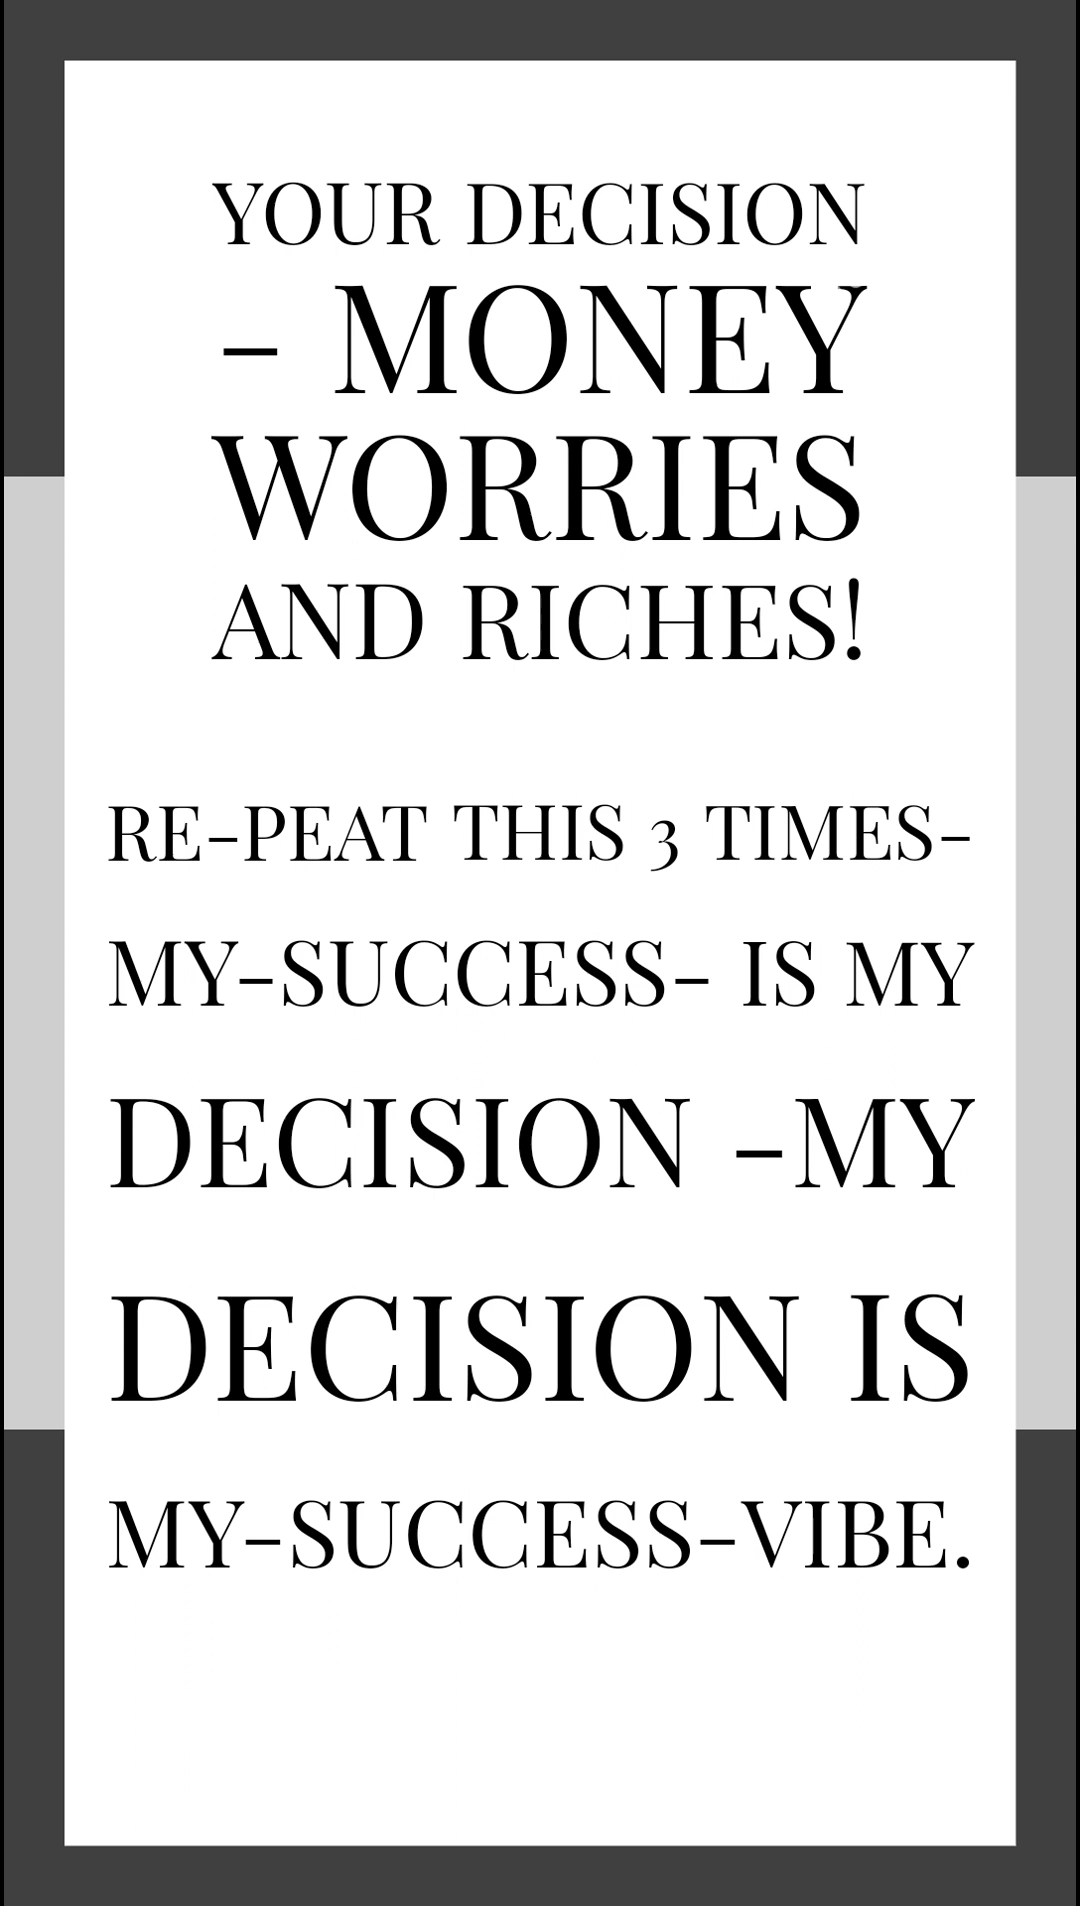 YOUR DECISION
- MONEY
WORRIES
AND RICHES!
RE-PEAT THIS 3 TIMES-
MY-SUCCESS- IS MY
DECISION -MY
DECISION IS
MY-SUCCESS-VIBE.